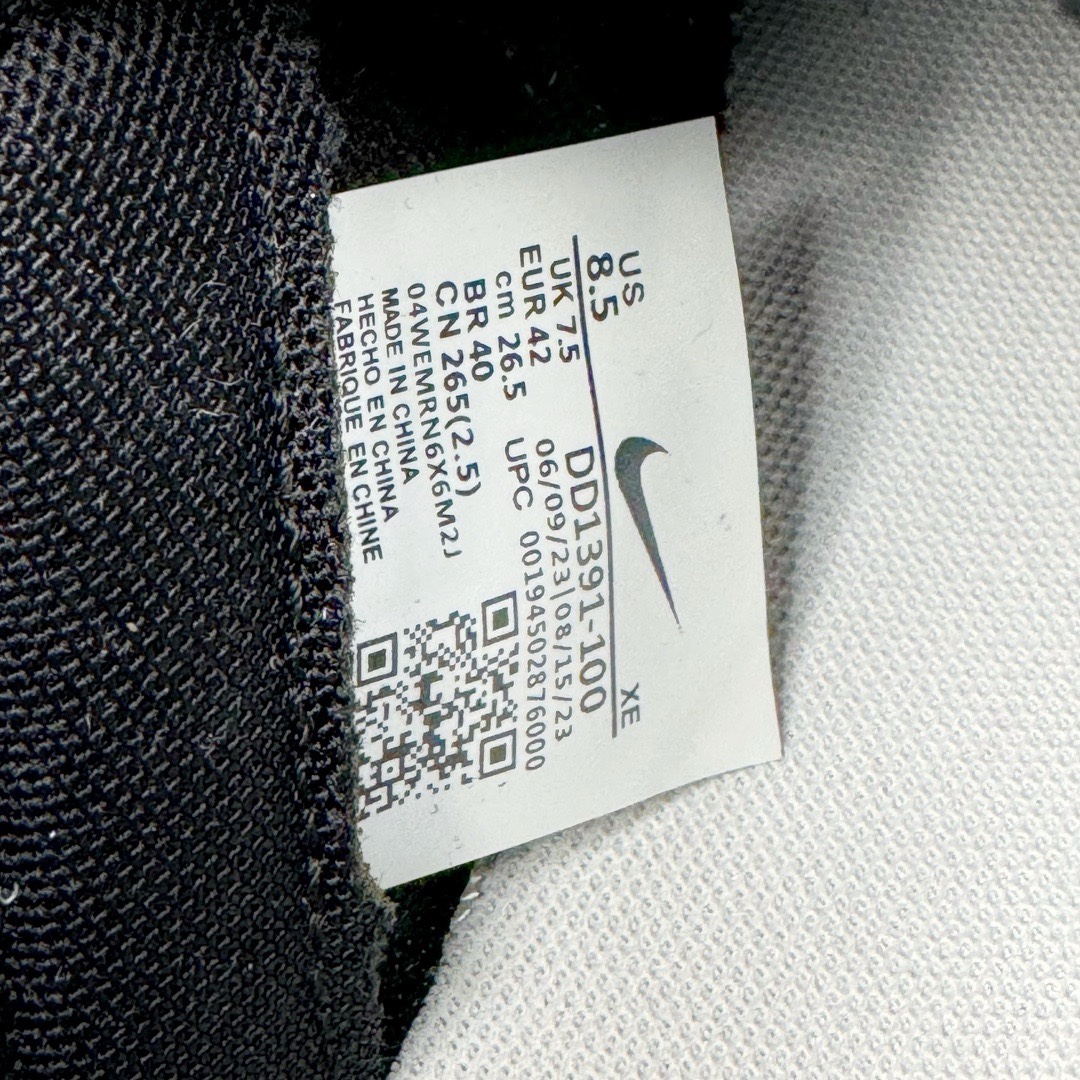 US
8.5
XE
UK 7.5
EUR 42
cm 26.5
BR 40
CN 265(2.5)
DD1391-100
06/09/23|08/15/23
UPC 00194502876000
04WEMRN6X6M2J
MADE IN CHINA
HECHO EN CHINA
FABRIQUE EN CHINE